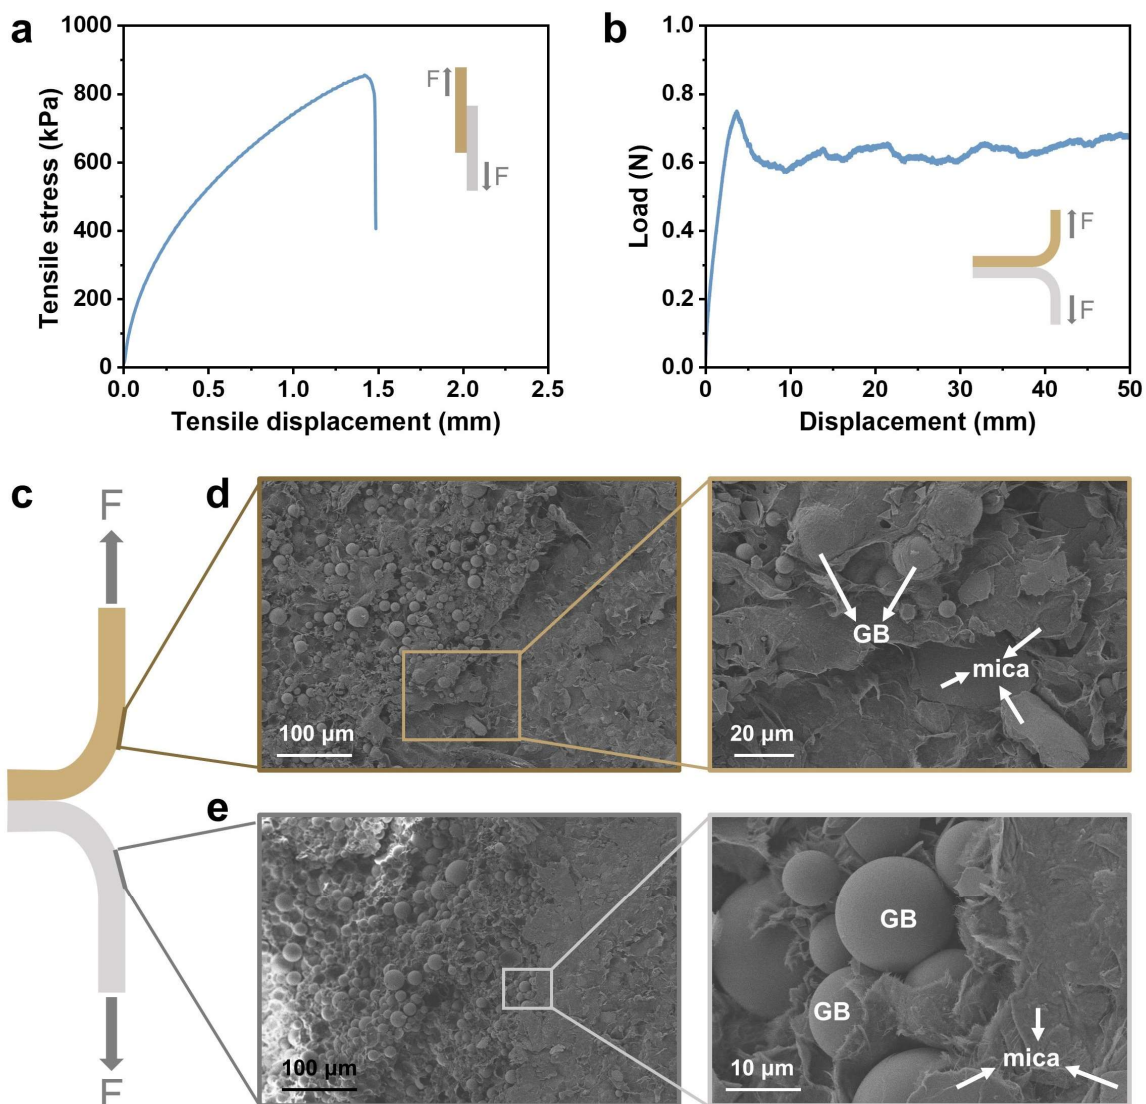 a
1000
800
600
400
200
0
Tensile stress (kPa)
0.0 0.5 1.0 1.5 2.0 2.5
Tensile displacement (mm)
F
F
b
1.0
0.8
0.6
0.4
0.2
0.0
Load (N)
0 10 20 30 40 50
Displacement (mm)
F
F
c
F
F
d
100 μm
GB
mica
20 μm
e
100 μm
GB
GB
mica
10 μm